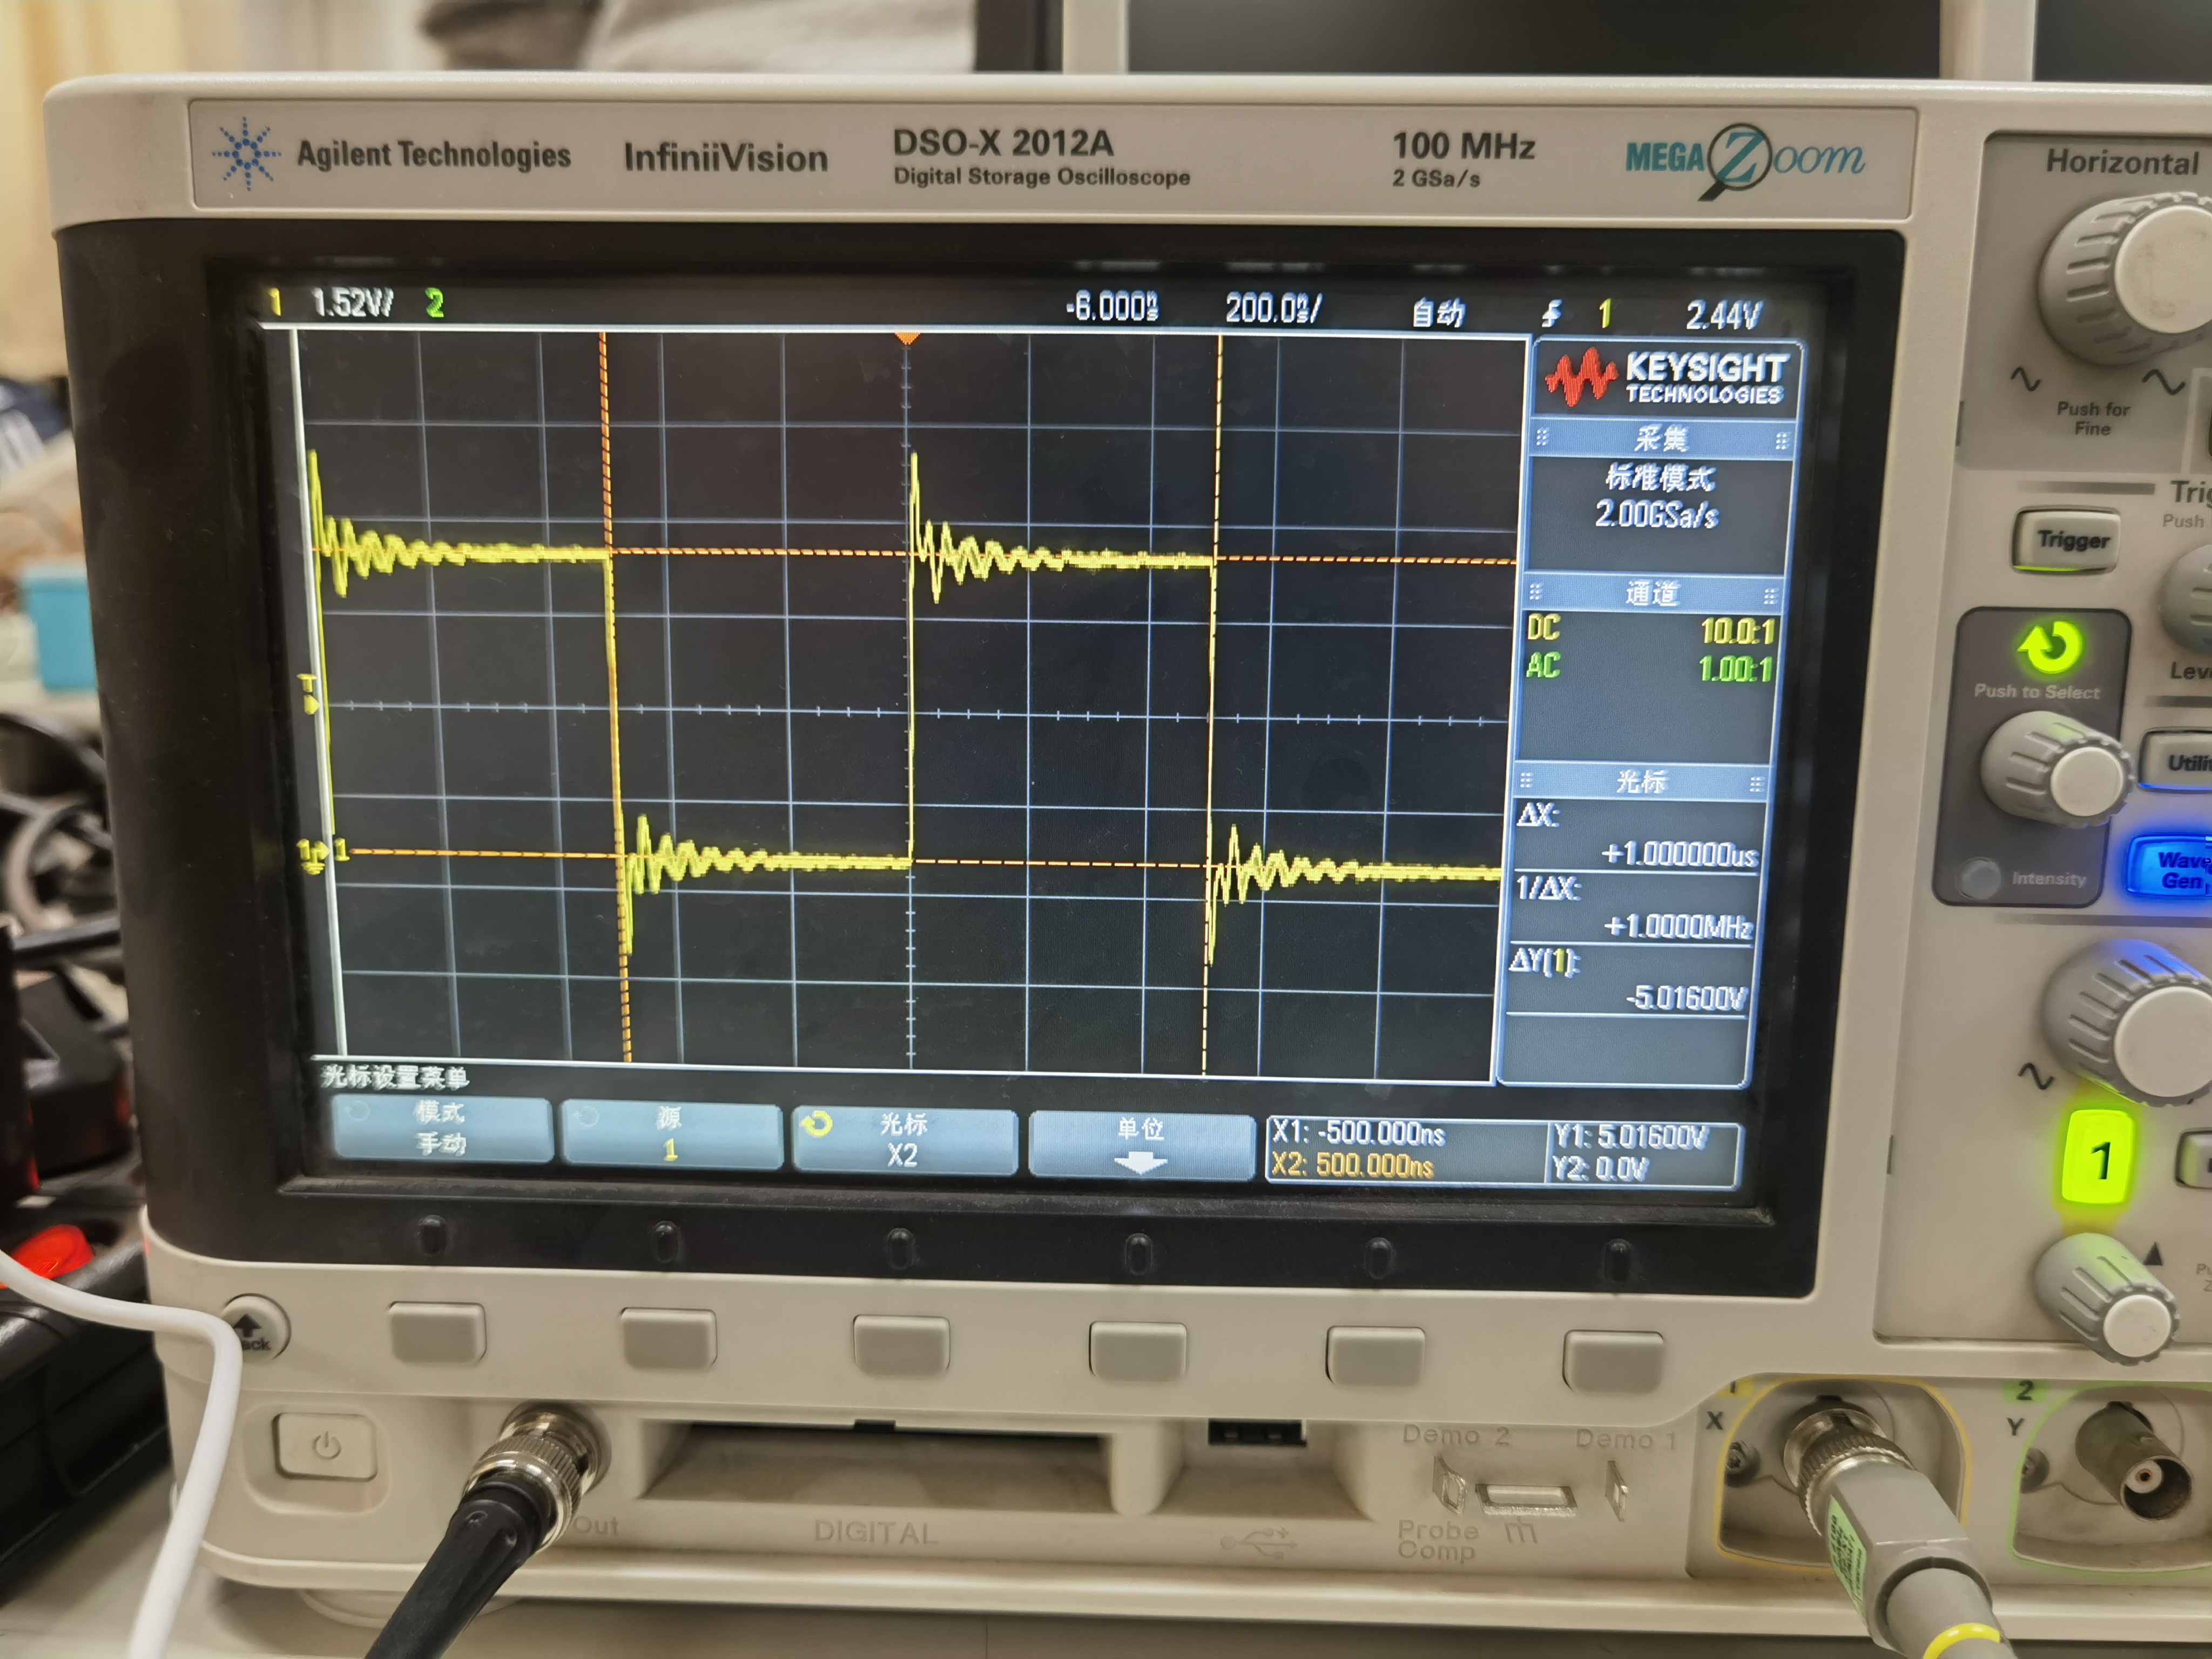 Agilent Technologies InfiniiVision DSO-X 2012A 100 MHz MEGA Zoom
Digital Storage Oscilloscope 2 GSa/s
Horizontal
Push for
Fine
1 1.52V/ 2 -6.000ns 200.0ns/ 自动 1 2.44V
KEYSIGHT
TECHNOLOGIES
采集
标准模式
2.00GSa/s
通道
DC 10.0:1
AC 1.00:1
光标
ΔX:
+1.000000us
1/ΔX:
+1.0000MHz
ΔY(1):
-5.01600V
T
1
光标设置菜单
模式
手动
源
1
光标
X2
单位
X1: -500.000ns
X2: 500.000ns
Y1: 5.01600V
Y2: 0.0V
Trigger
Push
Push to Select
Intensity
Wave
Gen
1
DIGITAL
Out
Demo 2
Demo 1
Probe
Comp
X
2
Y